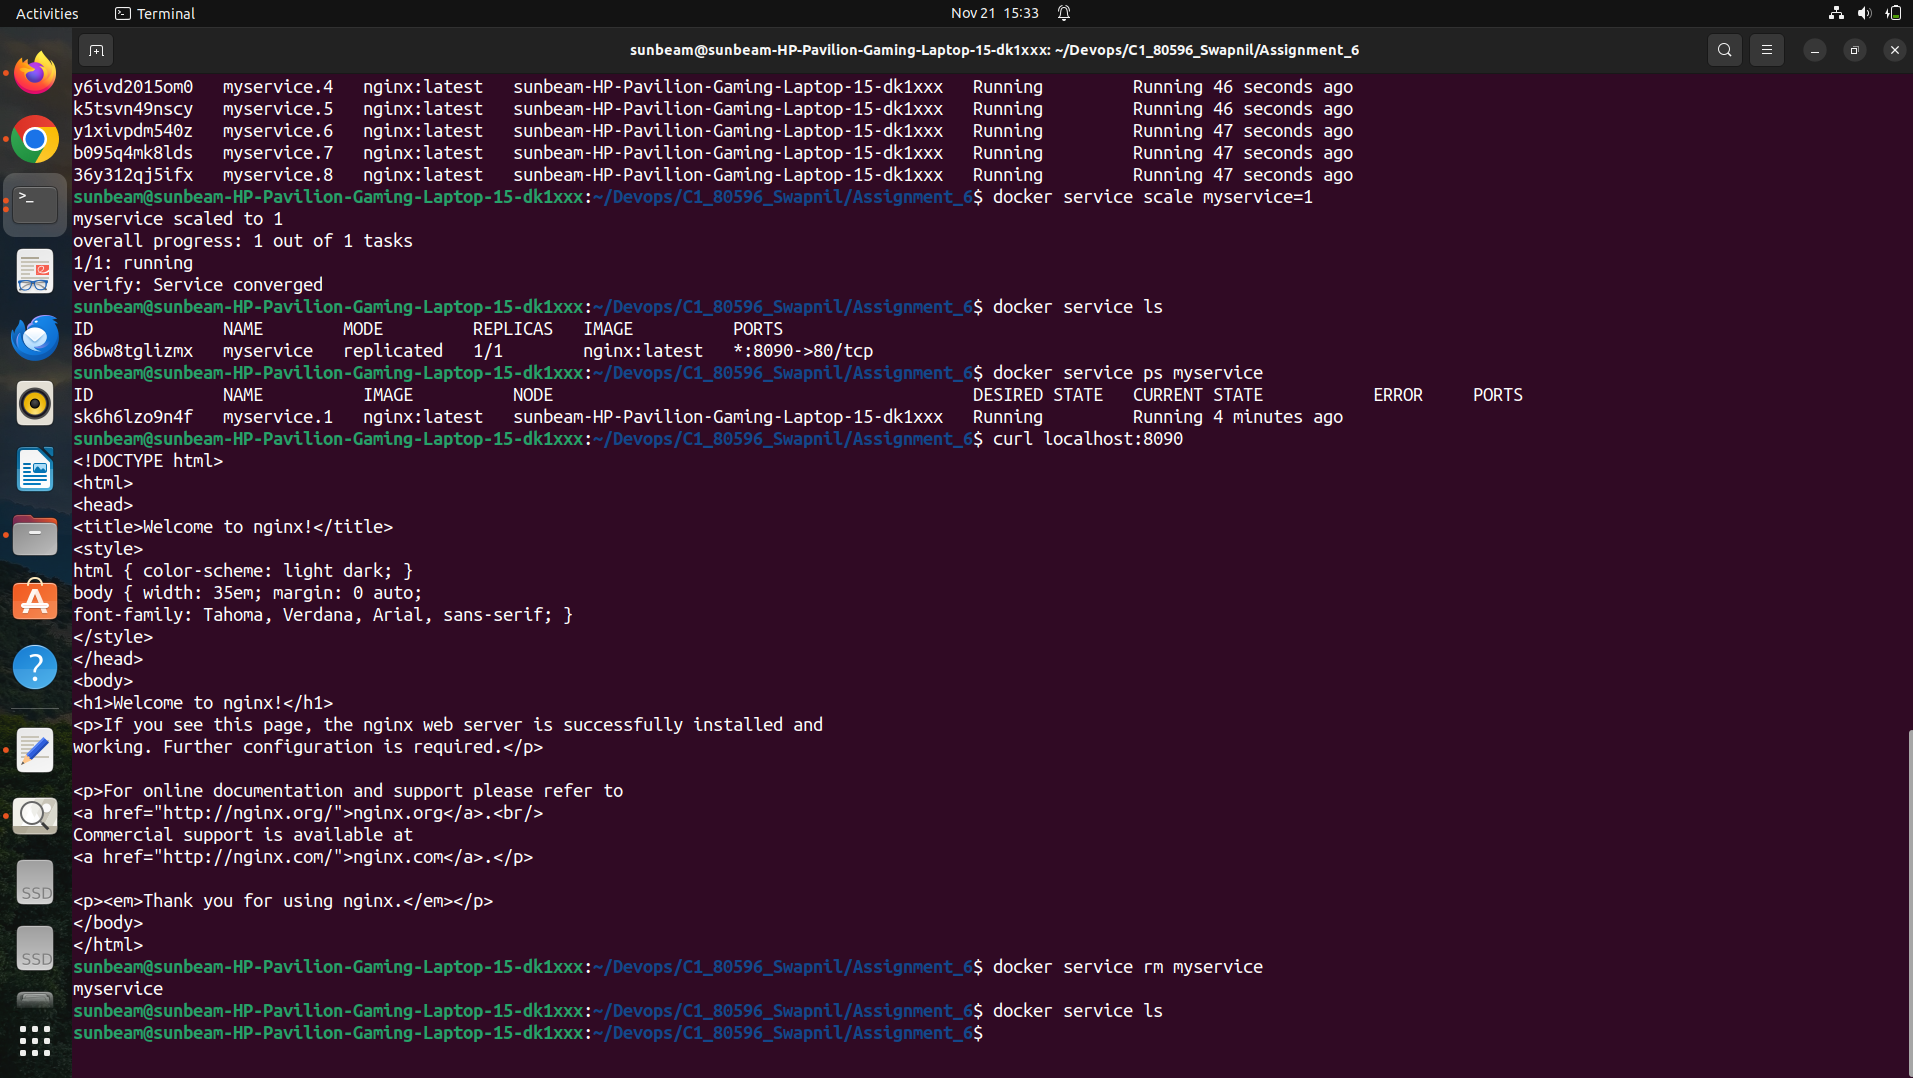 Activities Terminal Nov 21 15:33
sunbeam@sunbeam-HP-Pavilion-Gaming-Laptop-15-dk1xxx: ~/Devops/C1_80596_Swapnil/Assignment_6
y6ivd2015om0   myservice.4   nginx:latest   sunbeam-HP-Pavilion-Gaming-Laptop-15-dk1xxx   Running         Running 46 seconds ago
k5tsvn49nscy   myservice.5   nginx:latest   sunbeam-HP-Pavilion-Gaming-Laptop-15-dk1xxx   Running         Running 46 seconds ago
y1xivpdm540z   myservice.6   nginx:latest   sunbeam-HP-Pavilion-Gaming-Laptop-15-dk1xxx   Running         Running 47 seconds ago
b095q4mk8lds   myservice.7   nginx:latest   sunbeam-HP-Pavilion-Gaming-Laptop-15-dk1xxx   Running         Running 47 seconds ago
36y312qj5ifx   myservice.8   nginx:latest   sunbeam-HP-Pavilion-Gaming-Laptop-15-dk1xxx   Running         Running 47 seconds ago
sunbeam@sunbeam-HP-Pavilion-Gaming-Laptop-15-dk1xxx:~/Devops/C1_80596_Swapnil/Assignment_6$ docker service scale myservice=1
myservice scaled to 1
overall progress: 1 out of 1 tasks
1/1: running
verify: Service converged
sunbeam@sunbeam-HP-Pavilion-Gaming-Laptop-15-dk1xxx:~/Devops/C1_80596_Swapnil/Assignment_6$ docker service ls
ID             NAME        MODE         REPLICAS   IMAGE          PORTS
86bw8tglizmx   myservice   replicated   1/1        nginx:latest   *:8090->80/tcp
sunbeam@sunbeam-HP-Pavilion-Gaming-Laptop-15-dk1xxx:~/Devops/C1_80596_Swapnil/Assignment_6$ docker service ps myservice
ID             NAME          IMAGE          NODE                                          DESIRED STATE   CURRENT STATE           ERROR     PORTS
sk6h6lzo9n4f   myservice.1   nginx:latest   sunbeam-HP-Pavilion-Gaming-Laptop-15-dk1xxx   Running         Running 4 minutes ago
sunbeam@sunbeam-HP-Pavilion-Gaming-Laptop-15-dk1xxx:~/Devops/C1_80596_Swapnil/Assignment_6$ curl localhost:8090
<!DOCTYPE html>
<html>
<head>
<title>Welcome to nginx!</title>
<style>
html { color-scheme: light dark; }
body { width: 35em; margin: 0 auto;
font-family: Tahoma, Verdana, Arial, sans-serif; }
</style>
</head>
<body>
<h1>Welcome to nginx!</h1>
<p>If you see this page, the nginx web server is successfully installed and
working. Further configuration is required.</p>

<p>For online documentation and support please refer to
<a href="http://nginx.org/">nginx.org</a>.<br/>
Commercial support is available at
<a href="http://nginx.com/">nginx.com</a>.</p>

<p><em>Thank you for using nginx.</em></p>
</body>
</html>
sunbeam@sunbeam-HP-Pavilion-Gaming-Laptop-15-dk1xxx:~/Devops/C1_80596_Swapnil/Assignment_6$ docker service rm myservice
myservice
sunbeam@sunbeam-HP-Pavilion-Gaming-Laptop-15-dk1xxx:~/Devops/C1_80596_Swapnil/Assignment_6$ docker service ls
sunbeam@sunbeam-HP-Pavilion-Gaming-Laptop-15-dk1xxx:~/Devops/C1_80596_Swapnil/Assignment_6$
SSD
SSD